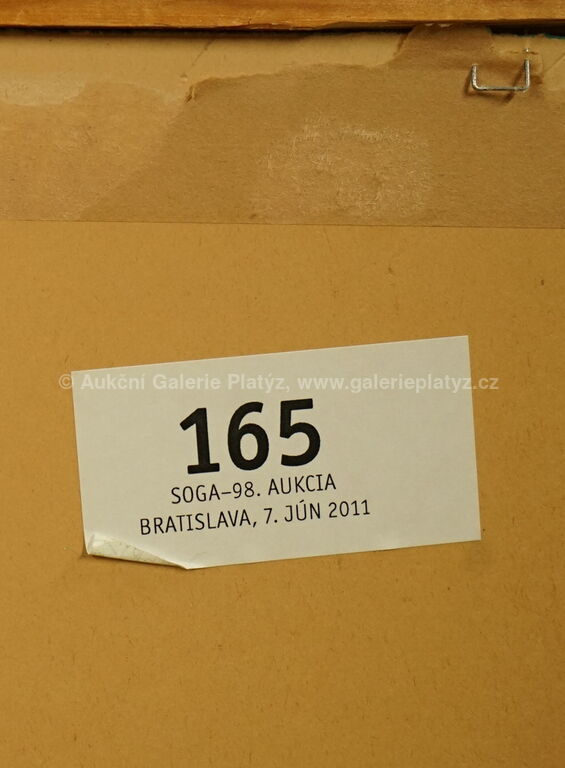 © Aukční Galerie Platýz, www.galerieplatyz.cz
165
SOGA–98. AUKCIA
BRATISLAVA, 7. JÚN 2011